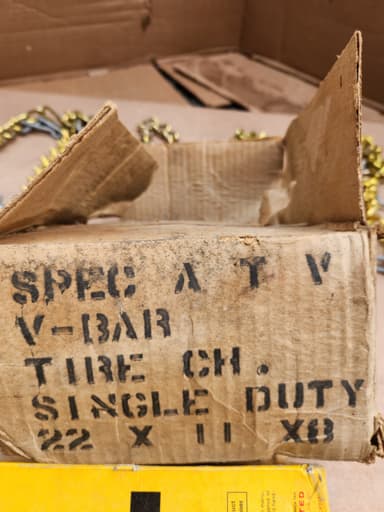 SPEC A T V
V-BAR
TIRE CH.
SINGLE DUTY
22 X 11 X8